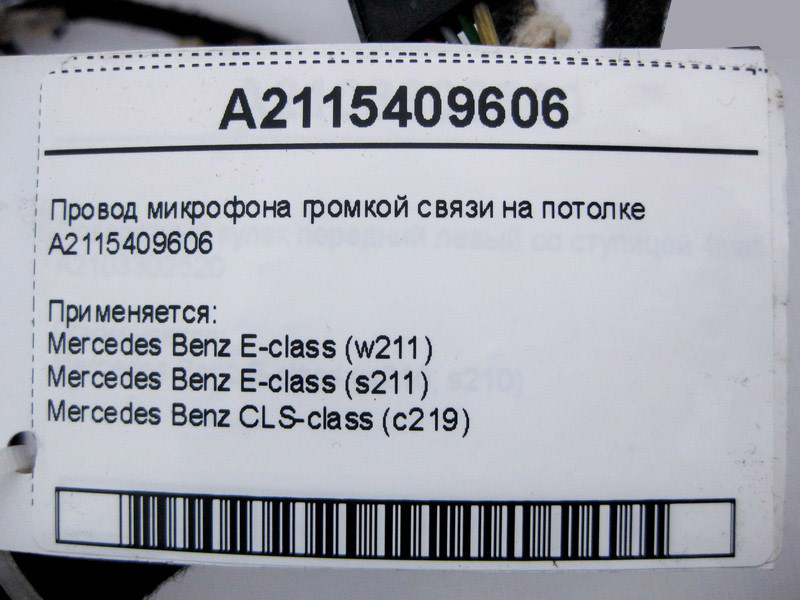 A2115409606
Провод микрофона громкой связи на потолке
A2115409606
Применяется:
Mercedes Benz E-class (w211)
Mercedes Benz E-class (s211)
Mercedes Benz CLS-class (c219)